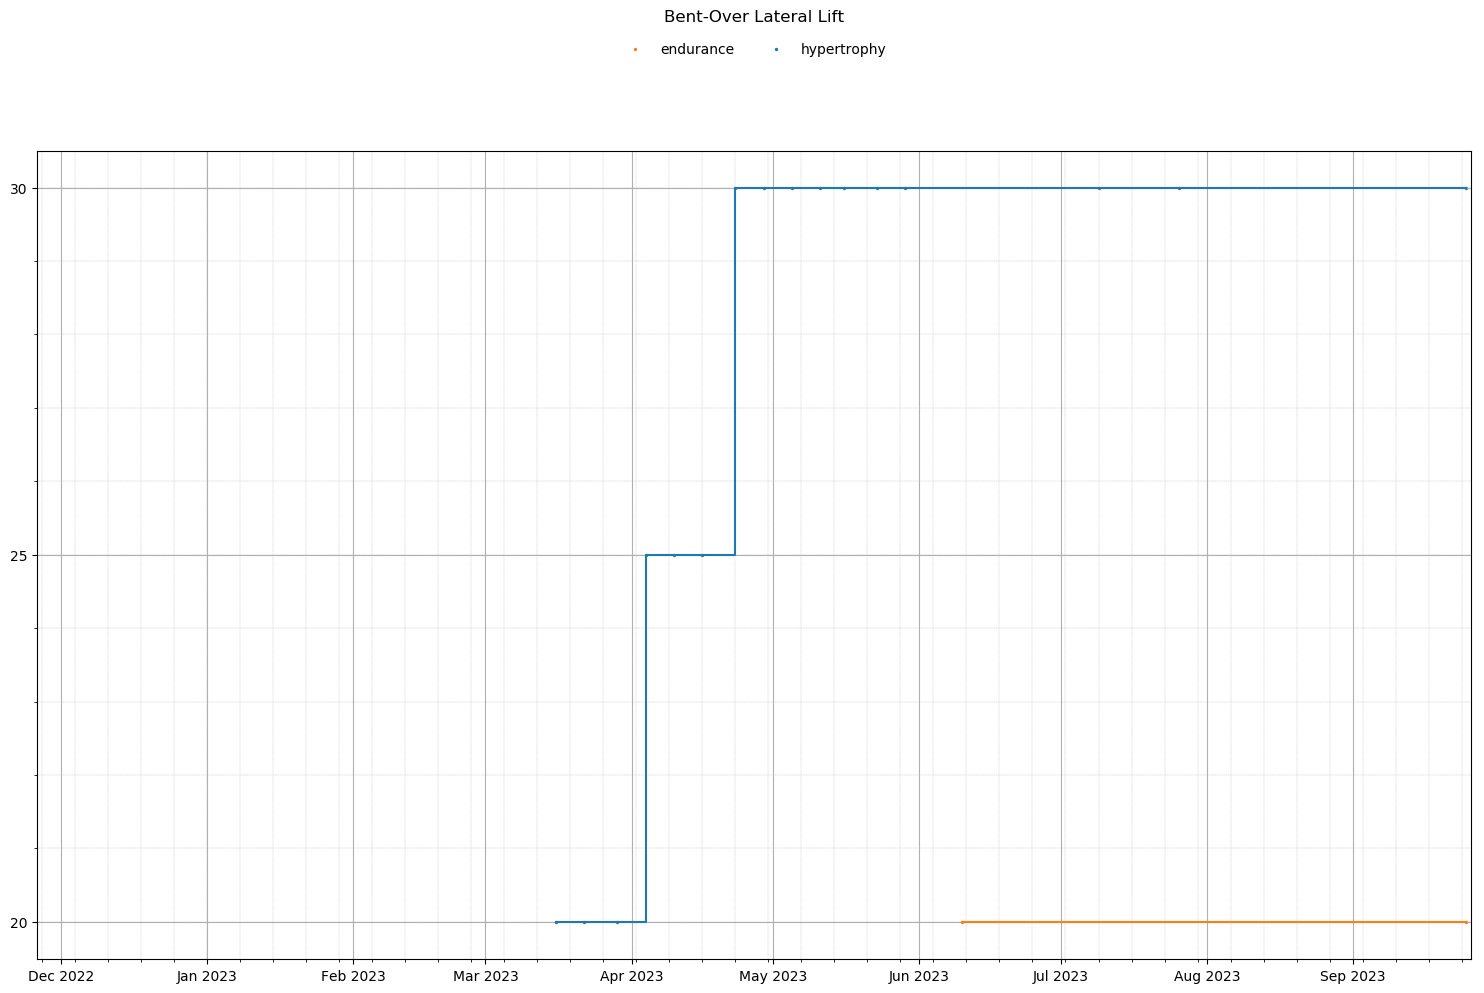 Bent-Over Lateral Lift
endurance hypertrophy
30
25
20
Dec 2022 Jan 2023 Feb 2023 Mar 2023 Apr 2023 May 2023 Jun 2023 Jul 2023 Aug 2023 Sep 2023